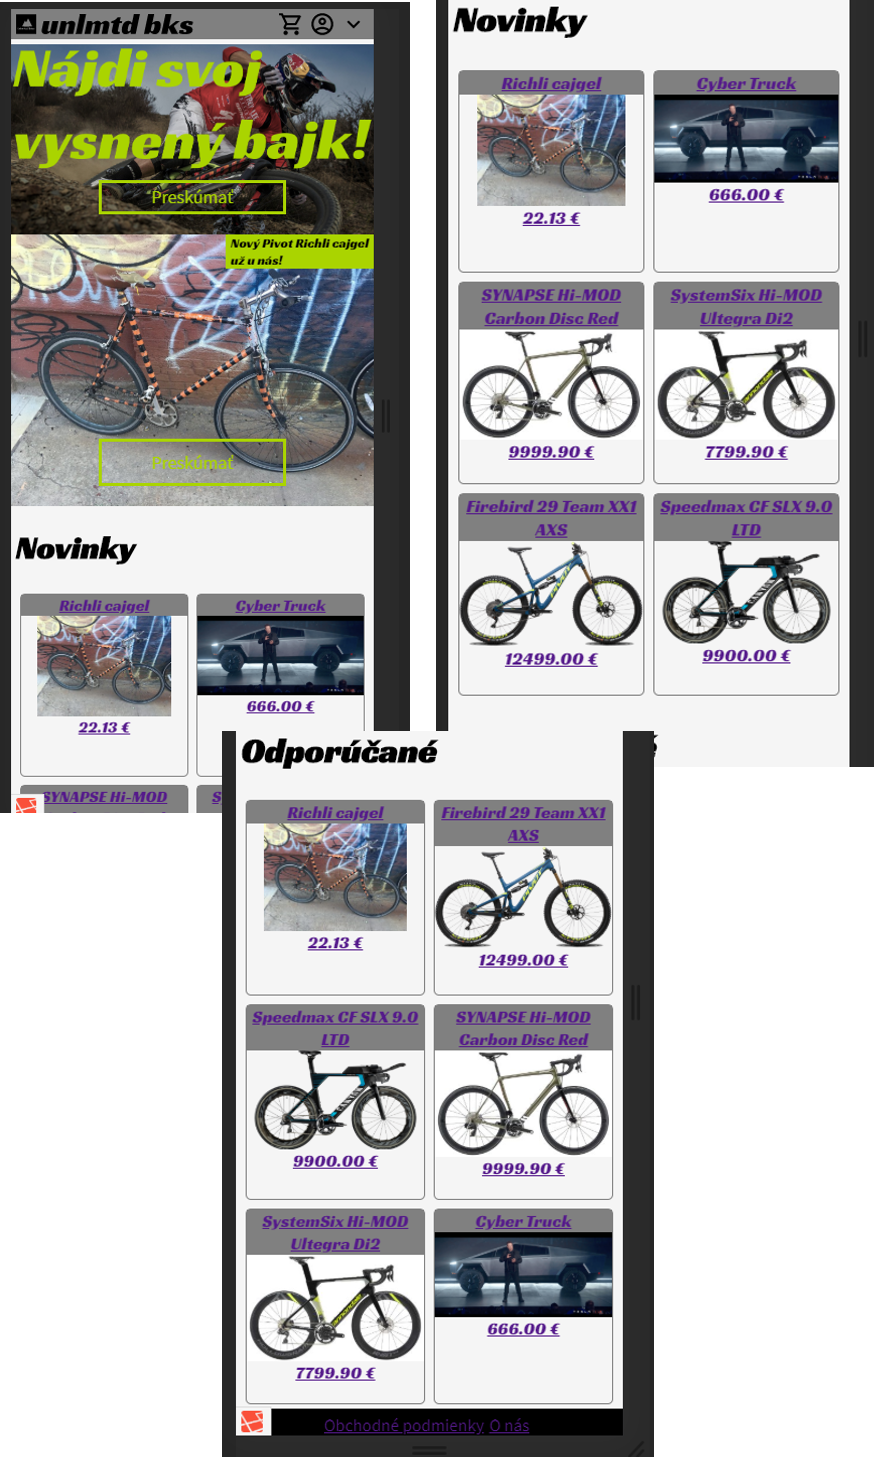 unlmtd bks
Nájdi svoj
vysnený bajk!
Preskúmať
Nový Pivot Richli cajgel
už u nás!
Preskúmať
Novinky
Richli cajgel
Cyber Truck
22.13 €
666.00 €
SYNAPSE Hi-MOD
Novinky
Richli cajgel
Cyber Truck
22.13 €
666.00 €
SYNAPSE Hi-MOD
Carbon Disc Red
SystemSix Hi-MOD
Ultegra Di2
9999.90 €
7799.90 €
Firebird 29 Team XX1
AXS
Speedmax CF SLX 9.0
LTD
12499.00 €
9900.00 €
Odporúčané
Richli cajgel
Firebird 29 Team XX1
AXS
22.13 €
12499.00 €
Speedmax CF SLX 9.0
LTD
SYNAPSE Hi-MOD
Carbon Disc Red
9900.00 €
9999.90 €
SystemSix Hi-MOD
Ultegra Di2
Cyber Truck
7799.90 €
666.00 €
Obchodné podmienky O nás